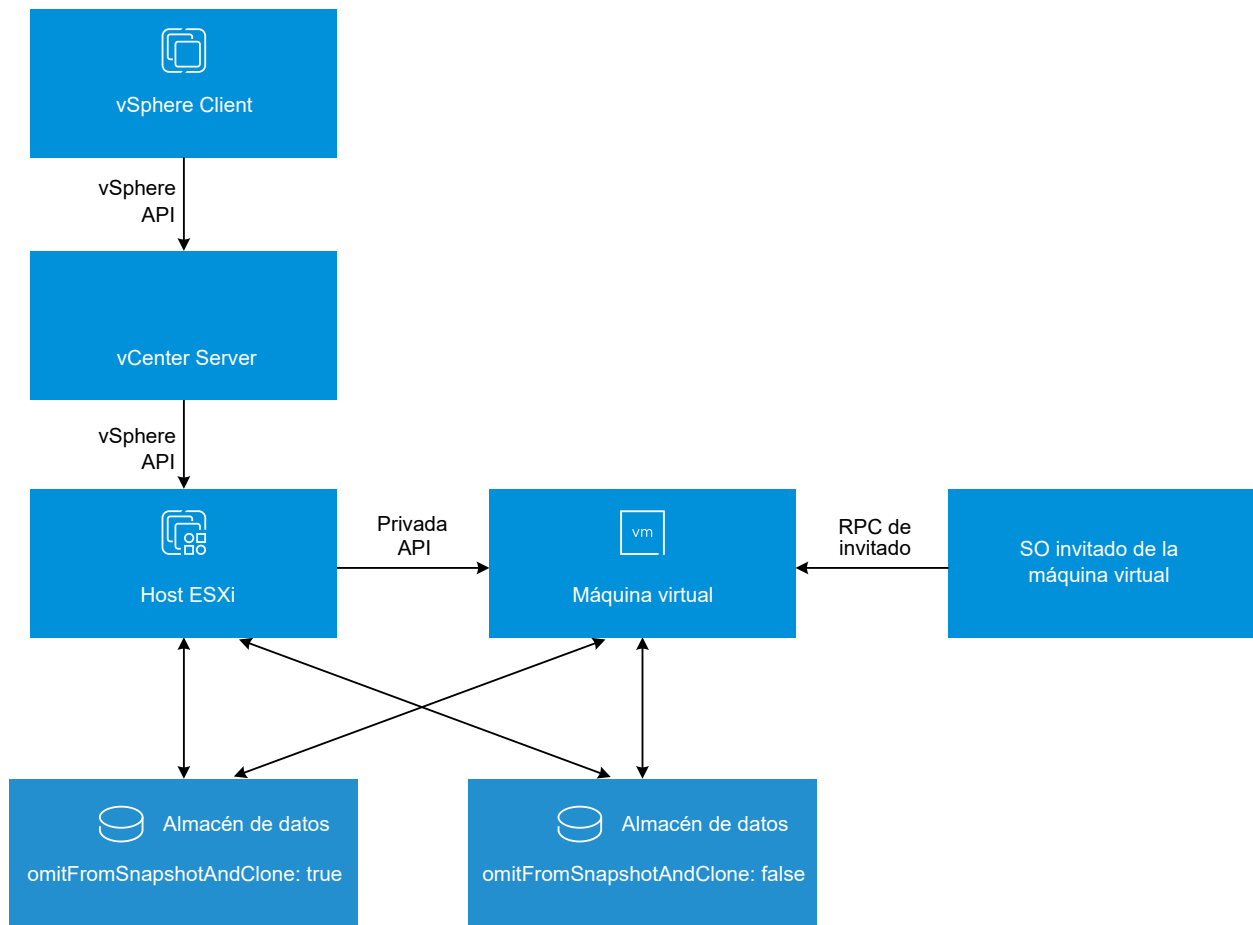 vSphere Client
vSphere
API
vCenter Server
vSphere
API
Host ESXi
Privada
API
vm
Máquina virtual
RPC de
invitado
SO invitado de la
máquina virtual
Almacén de datos
omitFromSnapshotAndClone: true
Almacén de datos
omitFromSnapshotAndClone: false